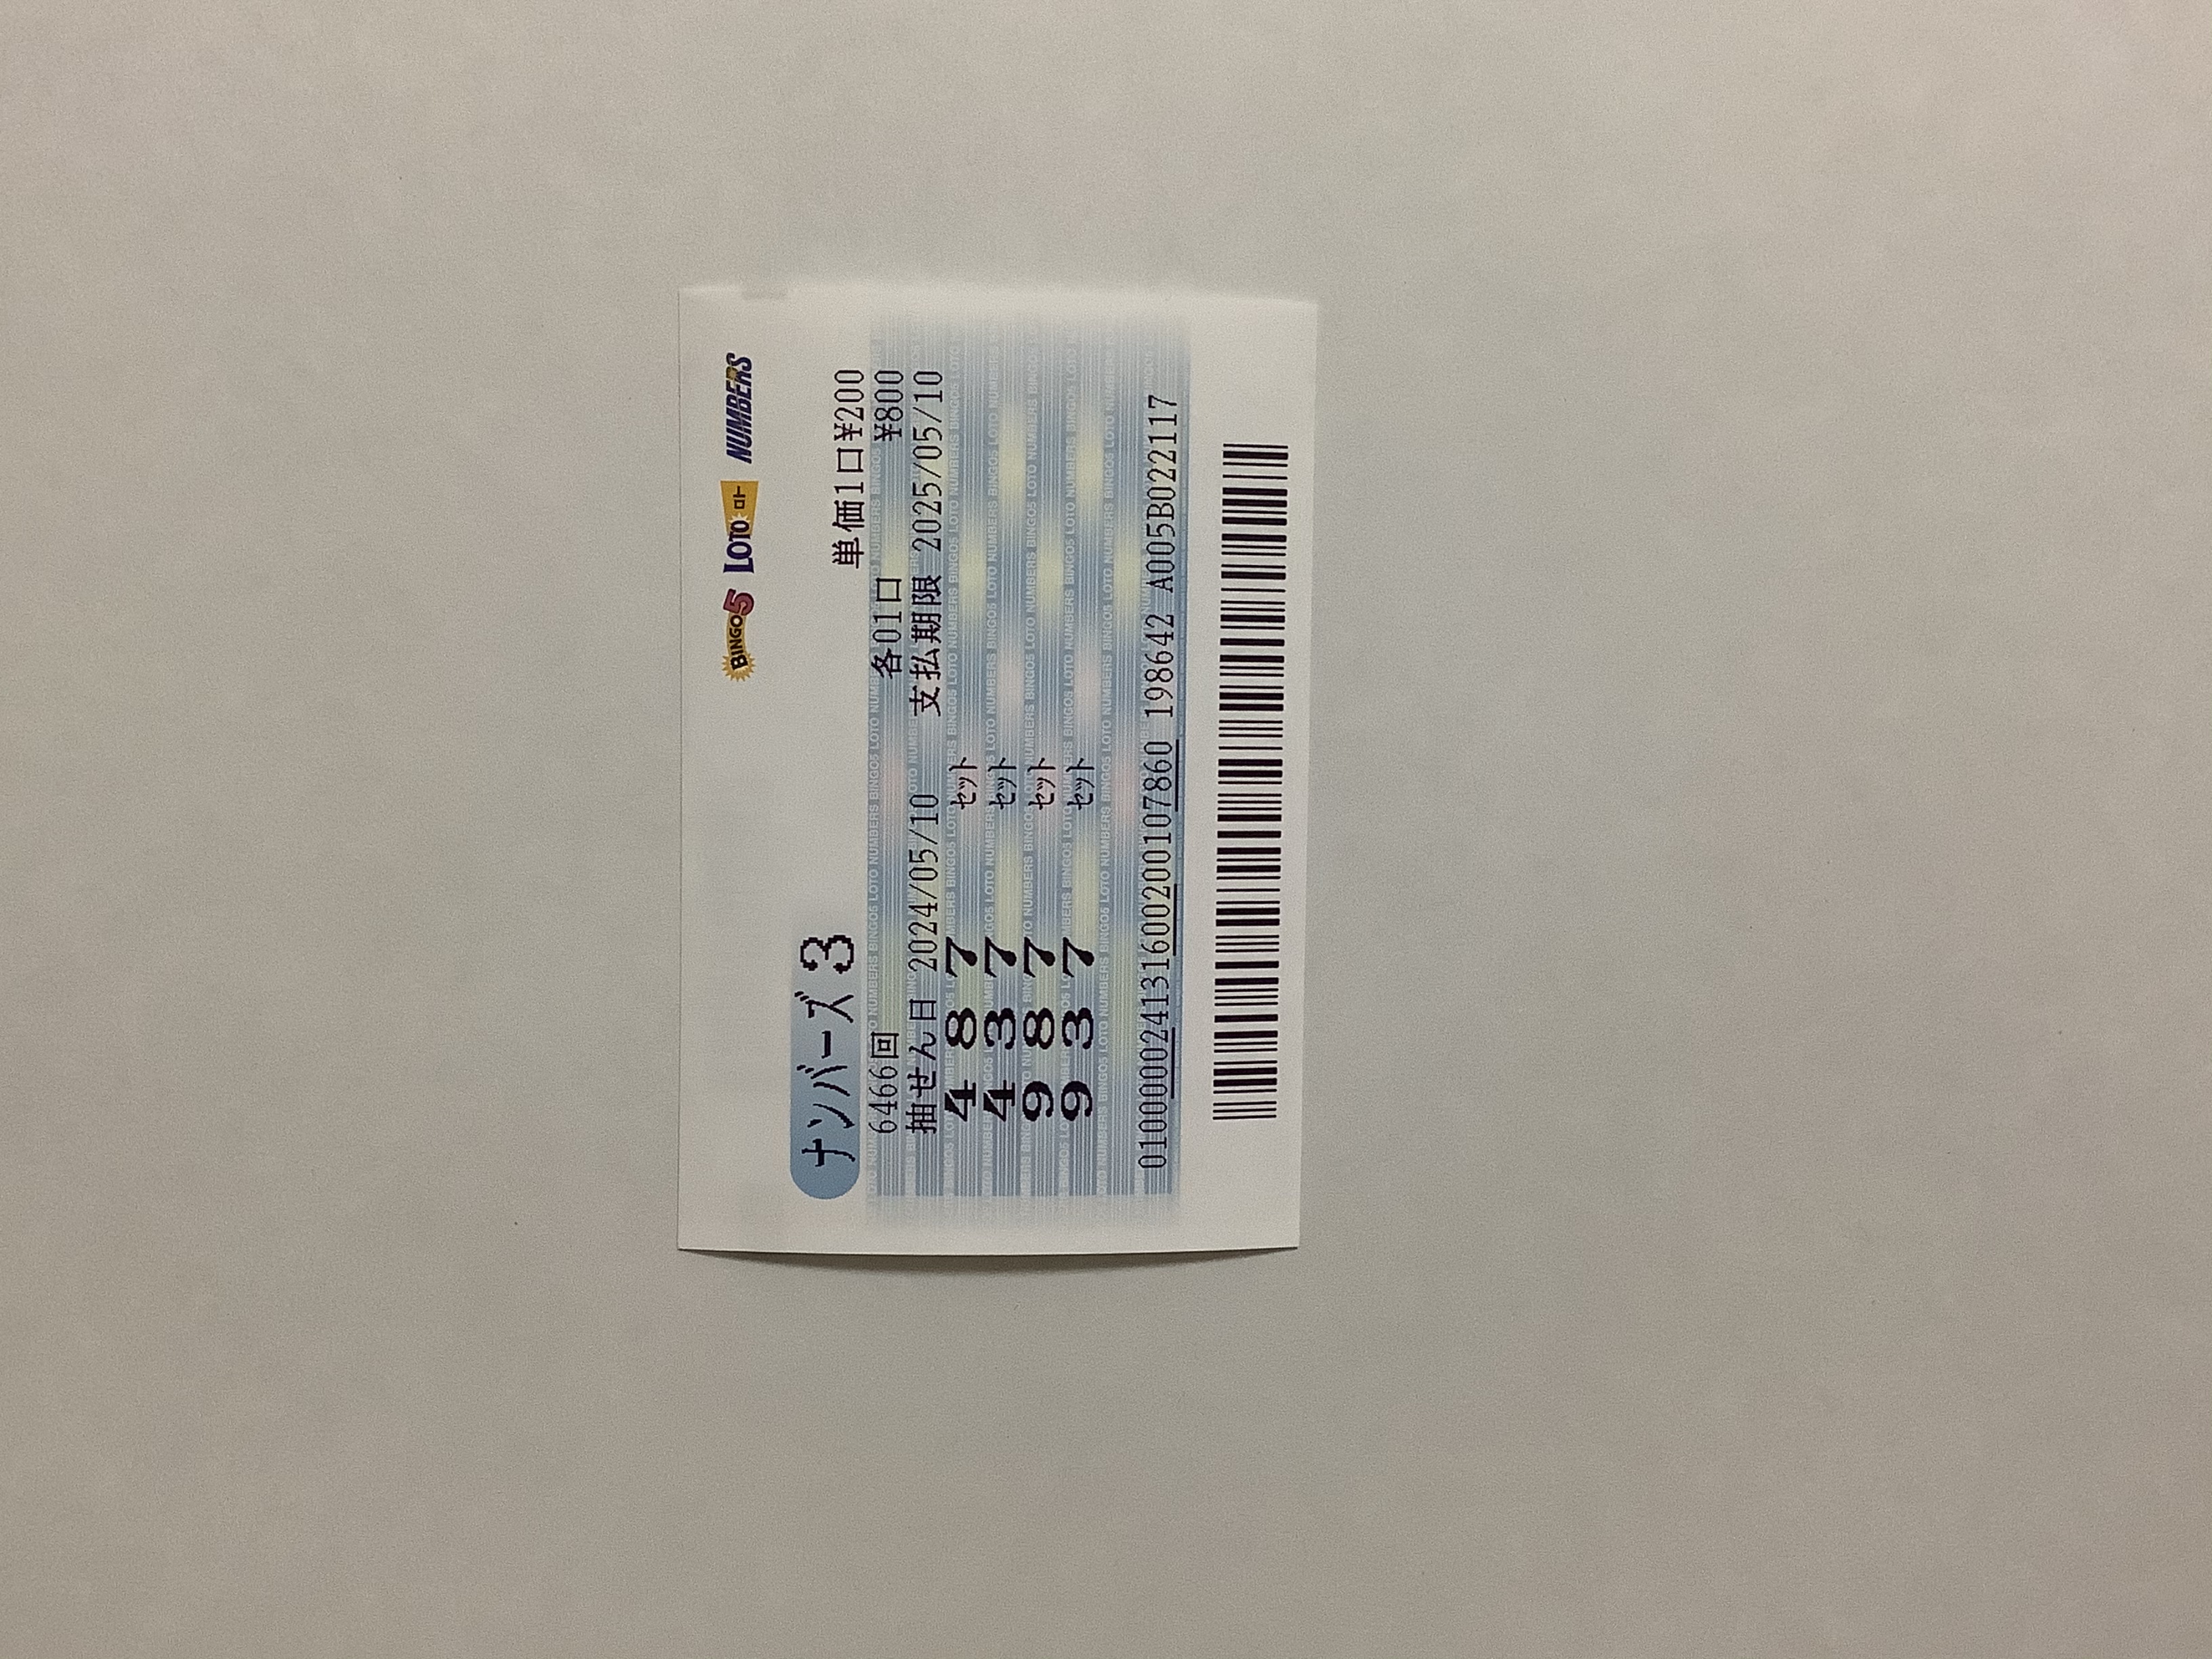 BINGO5 LOTO ロト NUMBERS
ナンバーズ3
単価1口¥200
6466回 各01口 ¥800
抽せん日 2024/05/10 支払期限 2025/05/10
4 8 7 セット
4 3 7 セット
9 8 7 セット
9 3 7 セット
010000024131600200107860 198642 A005B022117